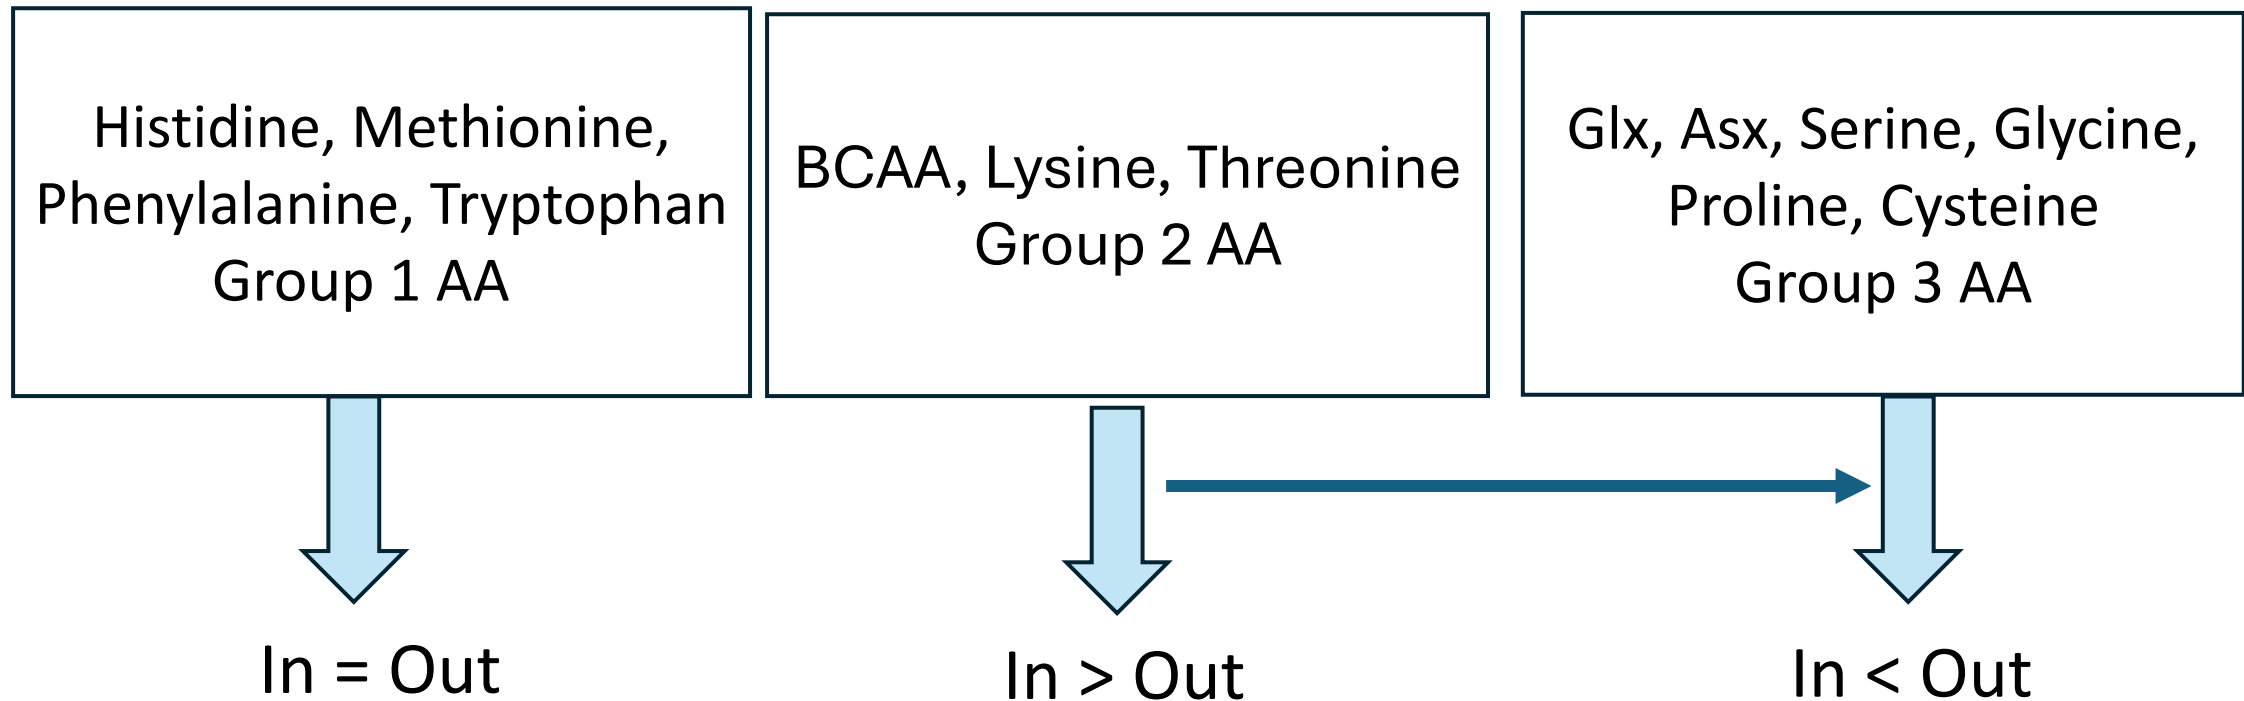 Histidine, Methionine,
Phenylalanine, Tryptophan
Group 1 AA
BCAA, Lysine, Threonine
Group 2 AA
Glx, Asx, Serine, Glycine,
Proline, Cysteine
Group 3 AA
In = Out
In > Out
In < Out